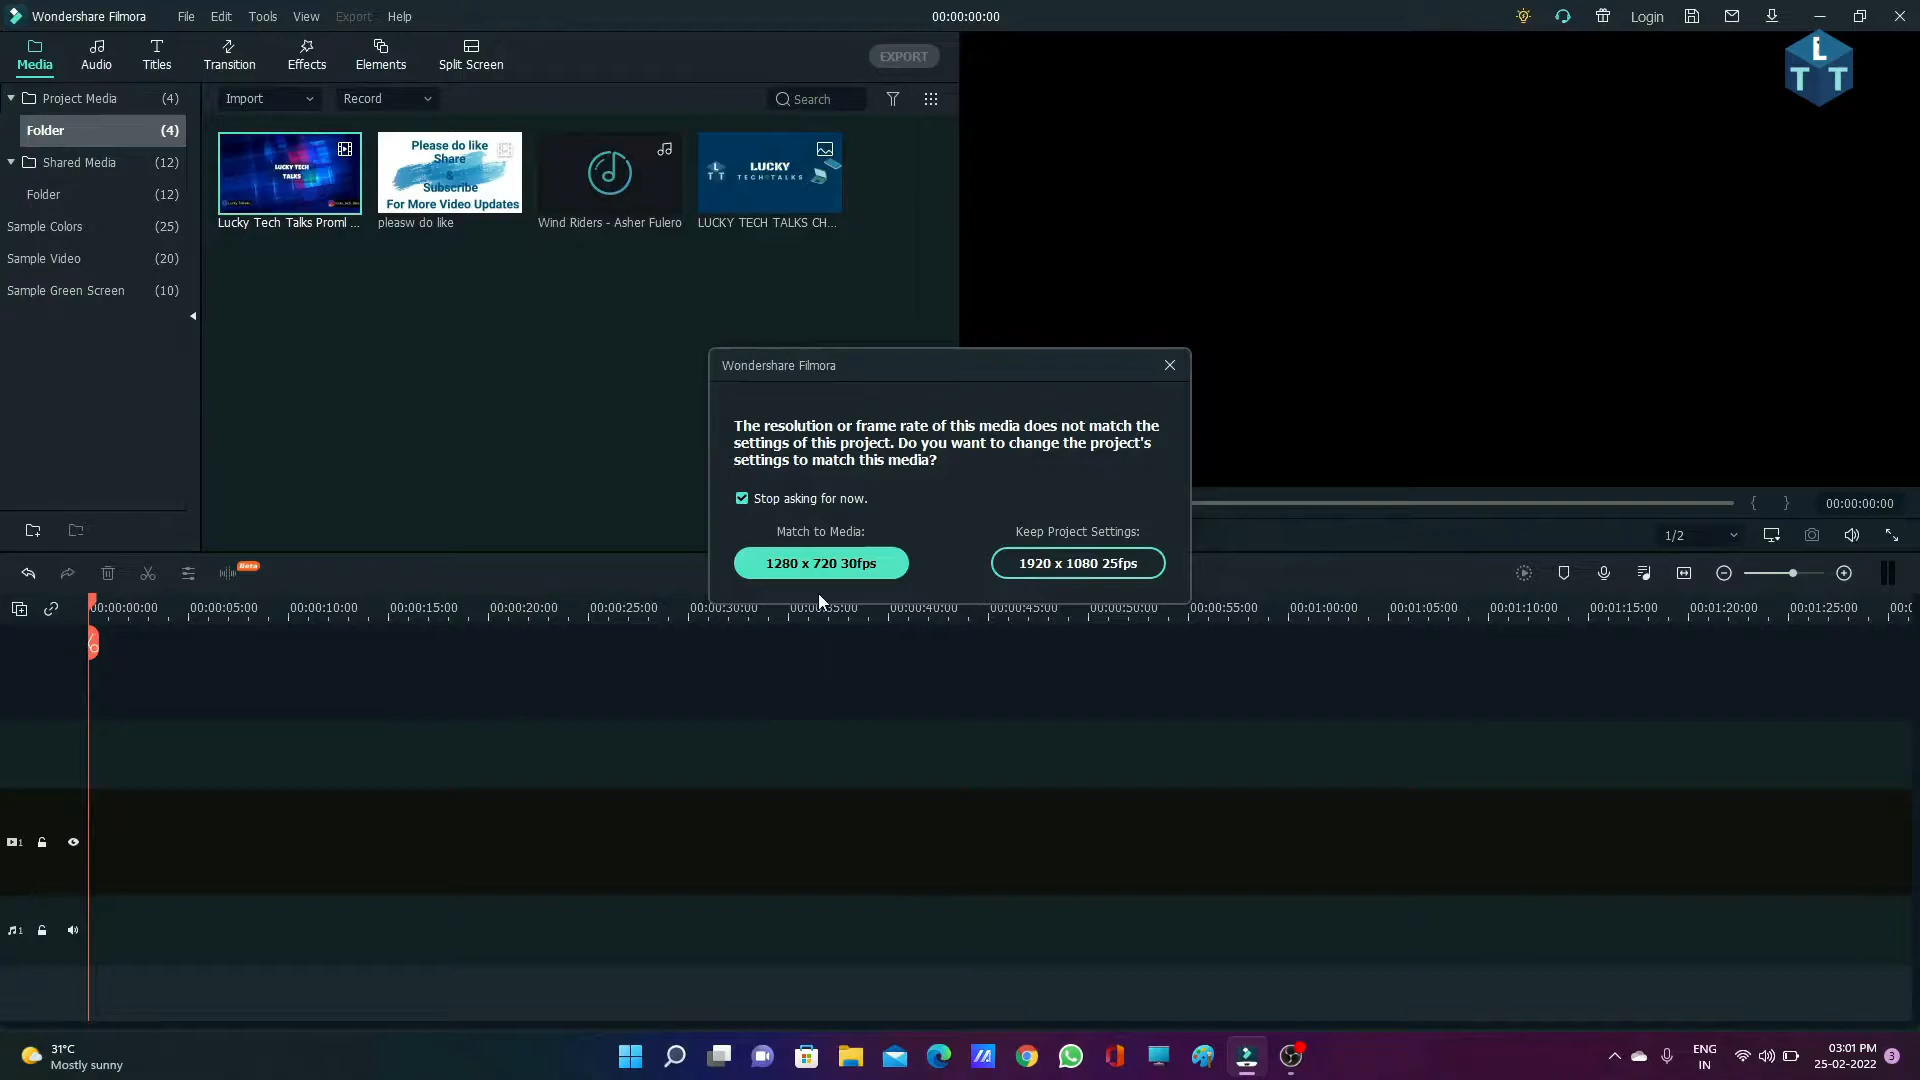 Wondershare Filmora
File Edit Tools View Export Help
00:00:00:00
Login
Media Audio Titles Transition Effects Elements Split Screen
EXPORT
L
T T
Project Media (4)
Folder (4)
Shared Media (12)
Folder (12)
Sample Colors (25)
Sample Video (20)
Sample Green Screen (10)
Import Record Search
LUCKY TECH
TALKS
Please do like
Share
&
Subscribe
For More Video Updates
L
T T
LUCKY
TECH TALKS
Lucky Tech Talks Promi ... pleasw do like Wind Riders - Asher Fulero LUCKY TECH TALKS CH...
Wondershare Filmora
The resolution or frame rate of this media does not match the
settings of this project. Do you want to change the project's
settings to match this media?
Stop asking for now.
Match to Media: Keep Project Settings:
1280 x 720 30fps 1920 x 1080 25fps
{ } 00:00:00:00
1/2
Beta
00:00:00:00 00:00:05:00 00:00:10:00 00:00:15:00 00:00:20:00 00:00:25:00 00:00:30:00 00:00:35:00 00:00:40:00 00:00:45:00 00:00:50:00 00:00:55:00 00:01:00:00 00:01:05:00 00:01:10:00 00:01:15:00 00:01:20:00 00:01:25:00 00:0
1
1
31°C
Mostly sunny
ENG
IN
03:01 PM
25-02-2022
3